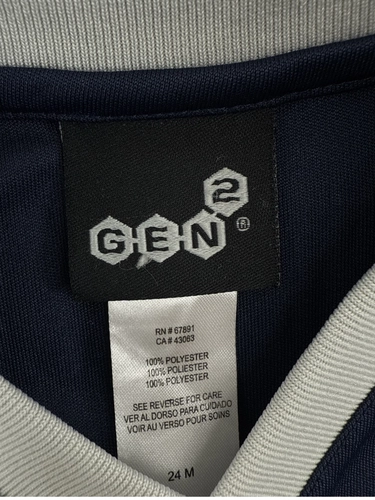 GEN2
RN # 67891
CA # 43063
100% POLYESTER
100% POLYESTER
100% POLYESTER
SEE REVERSE FOR CARE
VER AL DORSO PARA CUIDADO
VOIR AU VERSO POUR SOINS
24 M